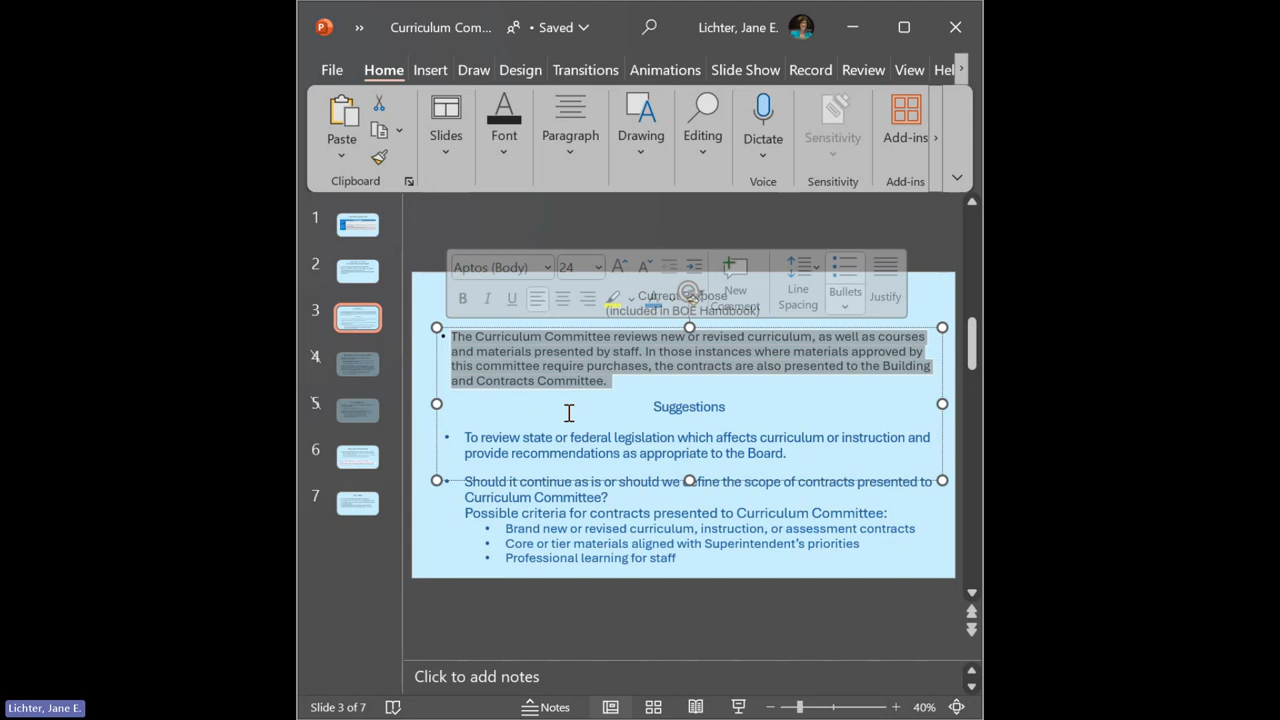 Curriculum Com...
Saved
Lichter, Jane E.
File Home Insert Draw Design Transitions Animations Slide Show Record Review View Hel
Paste
Slides
Font
Paragraph
Drawing
Editing
Dictate
Sensitivity
Add-ins
Clipboard
Voice
Sensitivity
Add-ins
1
2
3
4
5
6
7
Aptos (Body) 24
B I U
New Comment
Line Spacing
Bullets
Justify
Current Purpose
(included in BOE Handbook)
• The Curriculum Committee reviews new or revised curriculum, as well as courses
and materials presented by staff. In those instances where materials approved by
this committee require purchases, the contracts are also presented to the Building
and Contracts Committee.
Suggestions
• To review state or federal legislation which affects curriculum or instruction and
provide recommendations as appropriate to the Board.
• Should it continue as is or should we define the scope of contracts presented to
Curriculum Committee?
Possible criteria for contracts presented to Curriculum Committee:
• Brand new or revised curriculum, instruction, or assessment contracts
• Core or tier materials aligned with Superintendent's priorities
• Professional learning for staff
Click to add notes
Slide 3 of 7
Notes
40%
Lichter, Jane E.